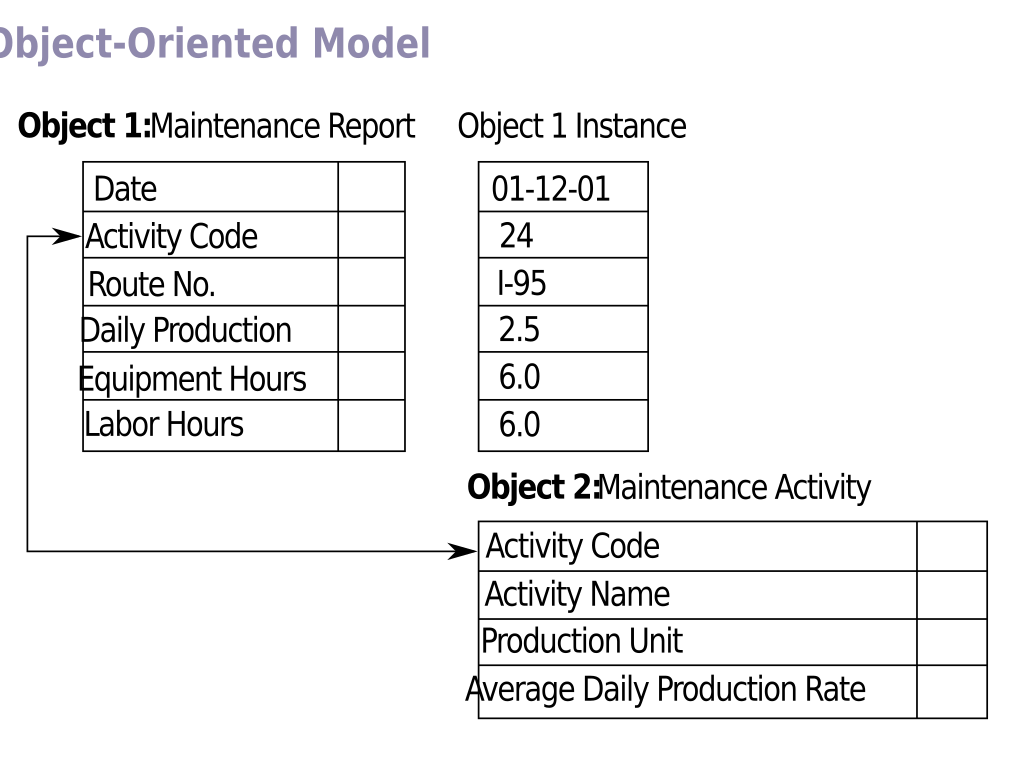 Object-Oriented Model
Object 1: Maintenance Report
Object 1 Instance
Date
01-12-01
Activity Code
24
Route No.
I-95
Daily Production
2.5
Equipment Hours
6.0
Labor Hours
6.0
Object 2: Maintenance Activity
Activity Code
Activity Name
Production Unit
Average Daily Production Rate